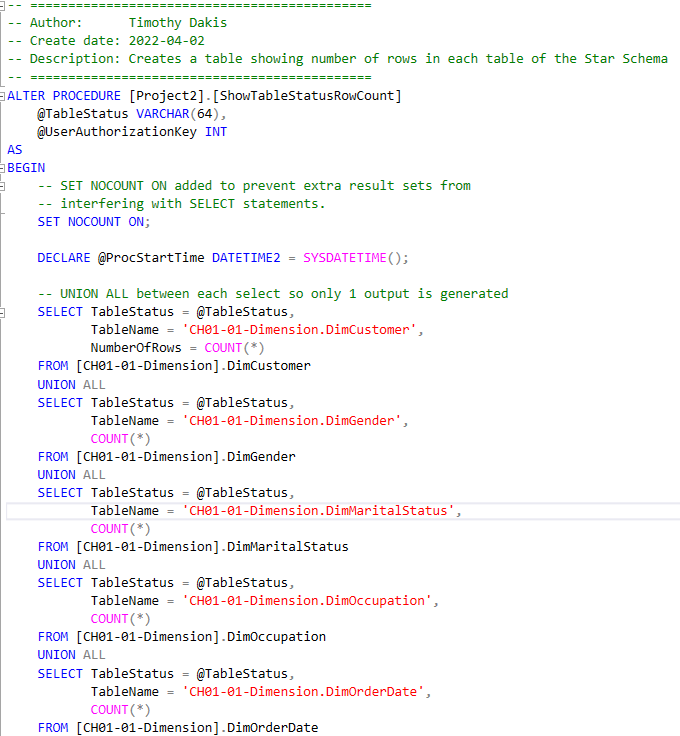 -- =============================================
-- Author:      Timothy Dakis
-- Create date: 2022-04-02
-- Description: Creates a table showing number of rows in each table of the Star Schema
-- =============================================
ALTER PROCEDURE [Project2].[ShowTableStatusRowCount]
    @TableStatus VARCHAR(64),
    @UserAuthorizationKey INT
AS
BEGIN
    -- SET NOCOUNT ON added to prevent extra result sets from
    -- interfering with SELECT statements.
    SET NOCOUNT ON;

    DECLARE @ProcStartTime DATETIME2 = SYSDATETIME();

    -- UNION ALL between each select so only 1 output is generated
    SELECT TableStatus = @TableStatus,
           TableName = 'CH01-01-Dimension.DimCustomer',
           NumberOfRows = COUNT(*)
    FROM [CH01-01-Dimension].DimCustomer
    UNION ALL
    SELECT TableStatus = @TableStatus,
           TableName = 'CH01-01-Dimension.DimGender',
           COUNT(*)
    FROM [CH01-01-Dimension].DimGender
    UNION ALL
    SELECT TableStatus = @TableStatus,
           TableName = 'CH01-01-Dimension.DimMaritalStatus',
           COUNT(*)
    FROM [CH01-01-Dimension].DimMaritalStatus
    UNION ALL
    SELECT TableStatus = @TableStatus,
           TableName = 'CH01-01-Dimension.DimOccupation',
           COUNT(*)
    FROM [CH01-01-Dimension].DimOccupation
    UNION ALL
    SELECT TableStatus = @TableStatus,
           TableName = 'CH01-01-Dimension.DimOrderDate',
           COUNT(*)
    FROM [CH01-01-Dimension].DimOrderDate